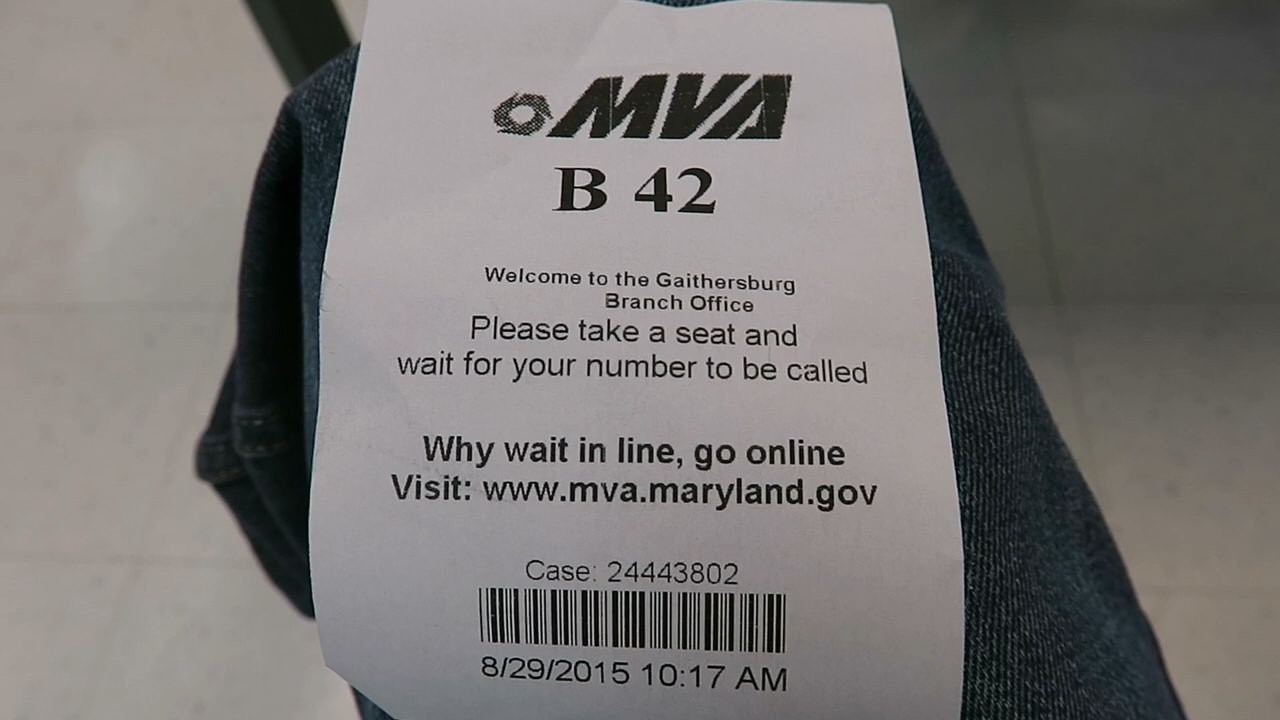 MVA
B 42
Welcome to the Gaithersburg
Branch Office
Please take a seat and
wait for your number to be called
Why wait in line, go online
Visit: www.mva.maryland.gov
Case: 24443802
8/29/2015 10:17 AM